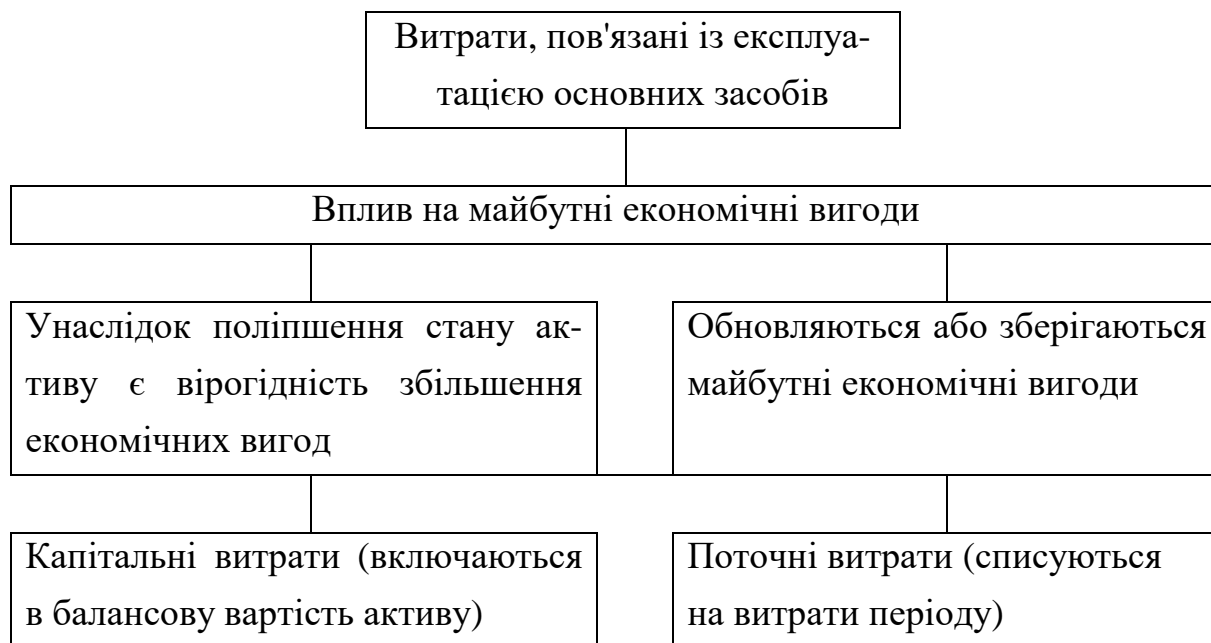 Витрати, пов'язані із експлуа-
тацією основних засобів
Вплив на майбутні економічні вигоди
Унаслідок поліпшення стану ак-
тиву є вірогідність збільшення
економічних вигод
Обновляються або зберігаються
майбутні економічні вигоди
Капітальні витрати (включаються
в балансову вартість активу)
Поточні витрати (списуються
на витрати періоду)